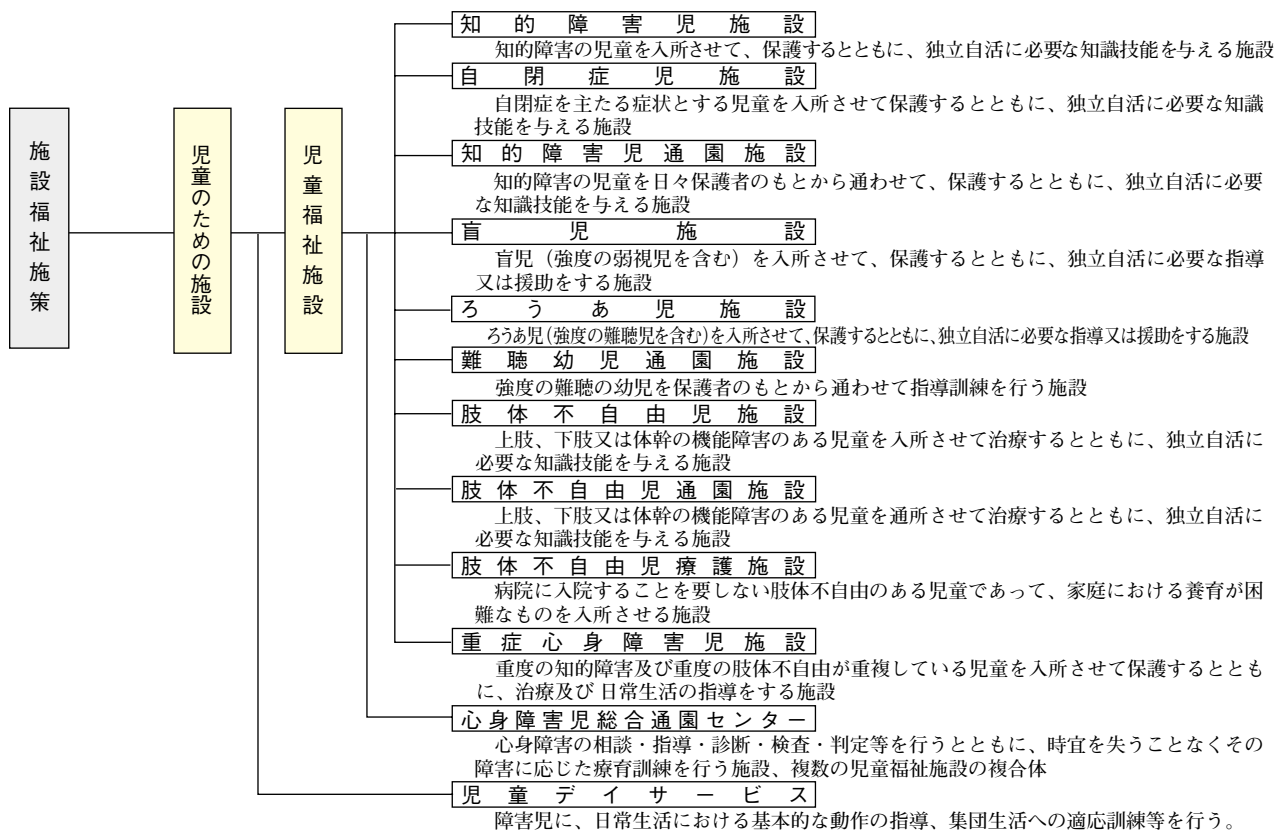 施設福祉施策
児童のための施設
児童福祉施設
知的障害児施設
知的障害の児童を入所させて、保護するとともに、独立自活に必要な知識技能を与える施設
自閉症児施設
自閉症を主たる症状とする児童を入所させて保護するとともに、独立自活に必要な知識
技能を与える施設
知的障害児通園施設
知的障害の児童を日々保護者のもとから通わせて、保護するとともに、独立自活に必要
な知識技能を与える施設
盲児施設
盲児（強度の弱視児を含む）を入所させて、保護するとともに、独立自活に必要な指導
又は援助をする施設
ろうあ児施設
ろうあ児(強度の難聴児を含む)を入所させて、保護するとともに、独立自活に必要な指導又は援助をする施設
難聴幼児通園施設
強度の難聴の幼児を保護者のもとから通わせて指導訓練を行う施設
肢体不自由児施設
上肢、下肢又は体幹の機能障害のある児童を入所させて治療するとともに、独立自活に
必要な知識技能を与える施設
肢体不自由児通園施設
上肢、下肢又は体幹の機能障害のある児童を通所させて治療するとともに、独立自活に
必要な知識技能を与える施設
肢体不自由児療護施設
病院に入院することを要しない肢体不自由のある児童であって、家庭における養育が困
難なものを入所させる施設
重症心身障害児施設
重度の知的障害及び重度の肢体不自由が重複している児童を入所させて保護するととも
に、治療及び日常生活の指導をする施設
心身障害児総合通園センター
心身障害の相談・指導・診断・検査・判定等を行うとともに、時宜を失うことなくその
障害に応じた療育訓練を行う施設、複数の児童福祉施設の複合体
児童デイサービス
障害児に、日常生活における基本的な動作の指導、集団生活への適応訓練等を行う。